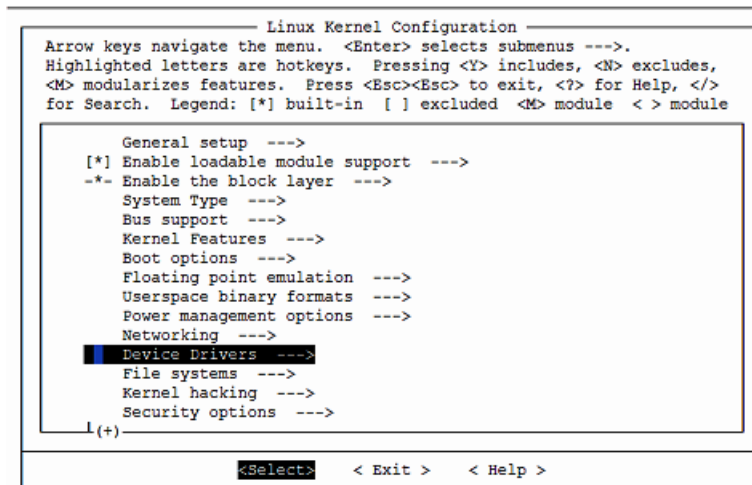 Linux Kernel Configuration
Arrow keys navigate the menu.  <Enter> selects submenus --->.
Highlighted letters are hotkeys.  Pressing <Y> includes, <N> excludes,
<M> modularizes features.  Press <Esc><Esc> to exit, <?> for Help, </>
for Search.  Legend: [*] built-in  [ ] excluded  <M> module  < > module
General setup  --->
[*] Enable loadable module support  --->
-*- Enable the block layer  --->
System Type  --->
Bus support  --->
Kernel Features  --->
Boot options  --->
Floating point emulation  --->
Userspace binary formats  --->
Power management options  --->
Networking  --->
Device Drivers  --->
File systems  --->
Kernel hacking  --->
Security options  --->
(+)
<Select>    < Exit >    < Help >